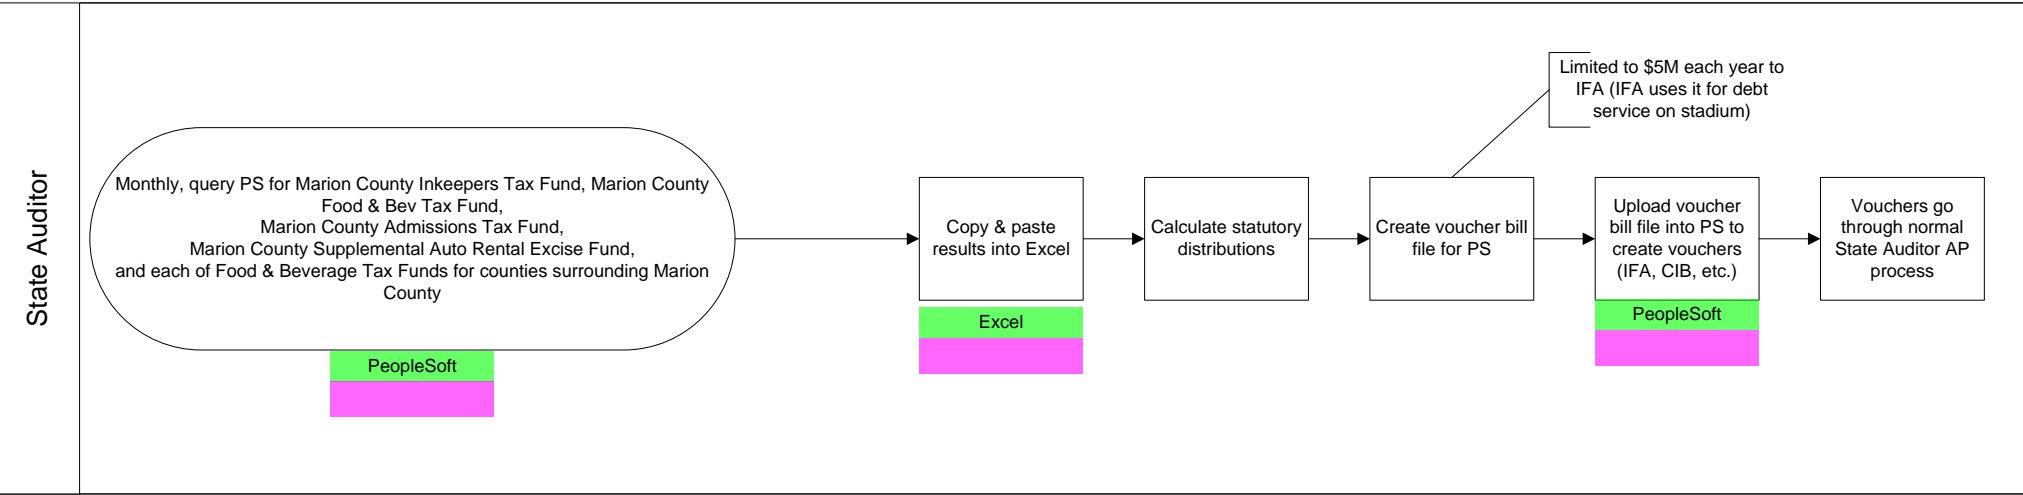 State Auditor
Monthly, query PS for Marion County Inkeepers Tax Fund, Marion County
Food & Bev Tax Fund,
Marion County Admissions Tax Fund,
Marion County Supplemental Auto Rental Excise Fund,
and each of Food & Beverage Tax Funds for counties surrounding Marion
County
PeopleSoft
Copy & paste
results into Excel
Excel
Calculate statutory
distributions
Create voucher bill
file for PS
Limited to $5M each year to
IFA (IFA uses it for debt
service on stadium)
Upload voucher
bill file into PS to
create vouchers
(IFA, CIB, etc.)
PeopleSoft
Vouchers go
through normal
State Auditor AP
process